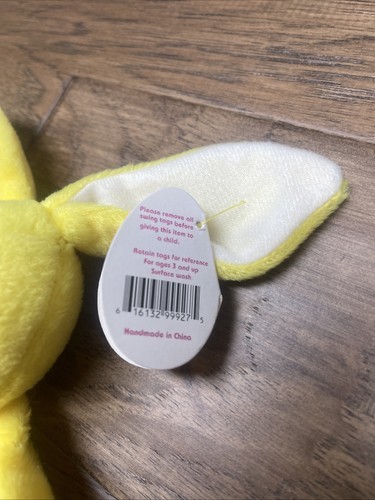 Please remove all
swing tags before
giving this item to
a child.
Retain tags for reference
For ages 3 and up
Surface wash
6 16132 99927 5
Handmade in China